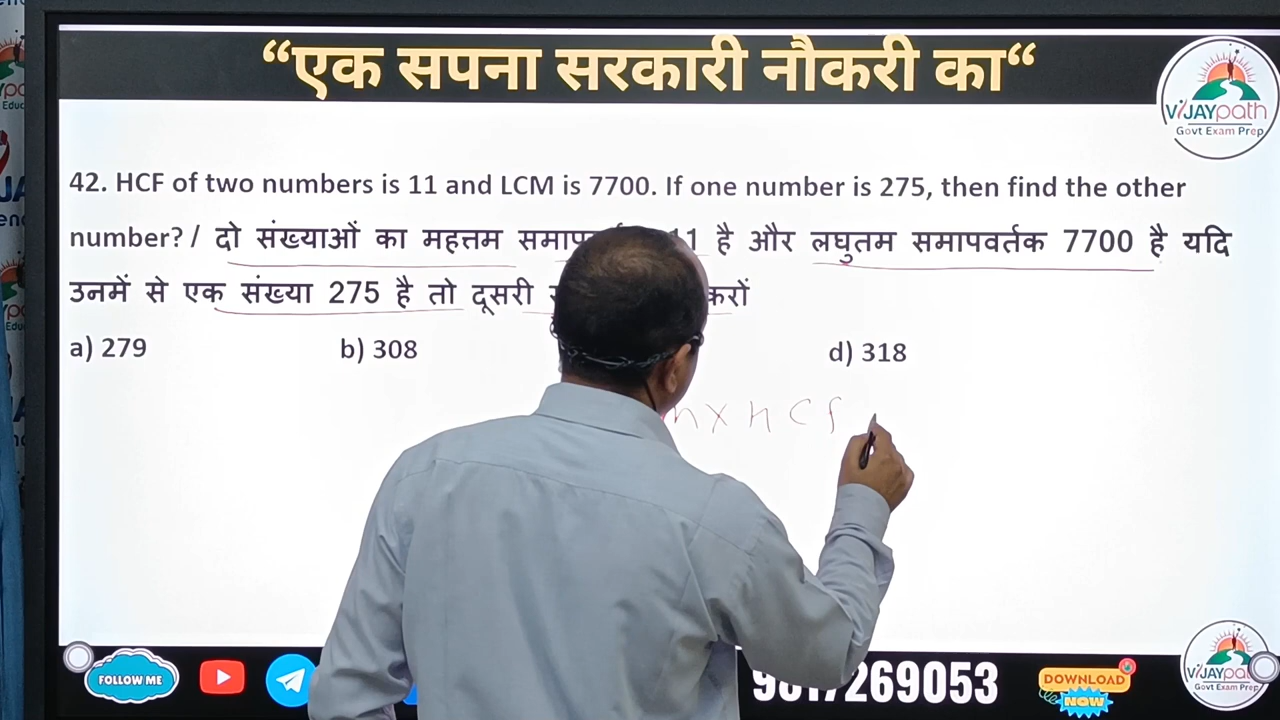 “एक सपना सरकारी नौकरी का“
ViJAYpath
Govt Exam Prep
42. HCF of two numbers is 11 and LCM is 7700. If one number is 275, then find the other
number? / दो संख्याओं का महत्तम 11 है और लघुतम समापवर्तक 7700 है यदि
उनमें से एक संख्या 275 है तो दूसरी करों
a) 279 b) 308 d) 318
m x H C f
FOLLOW ME
269053
DOWNLOAD
NOW
ViJAYpath
Govt Exam Prep